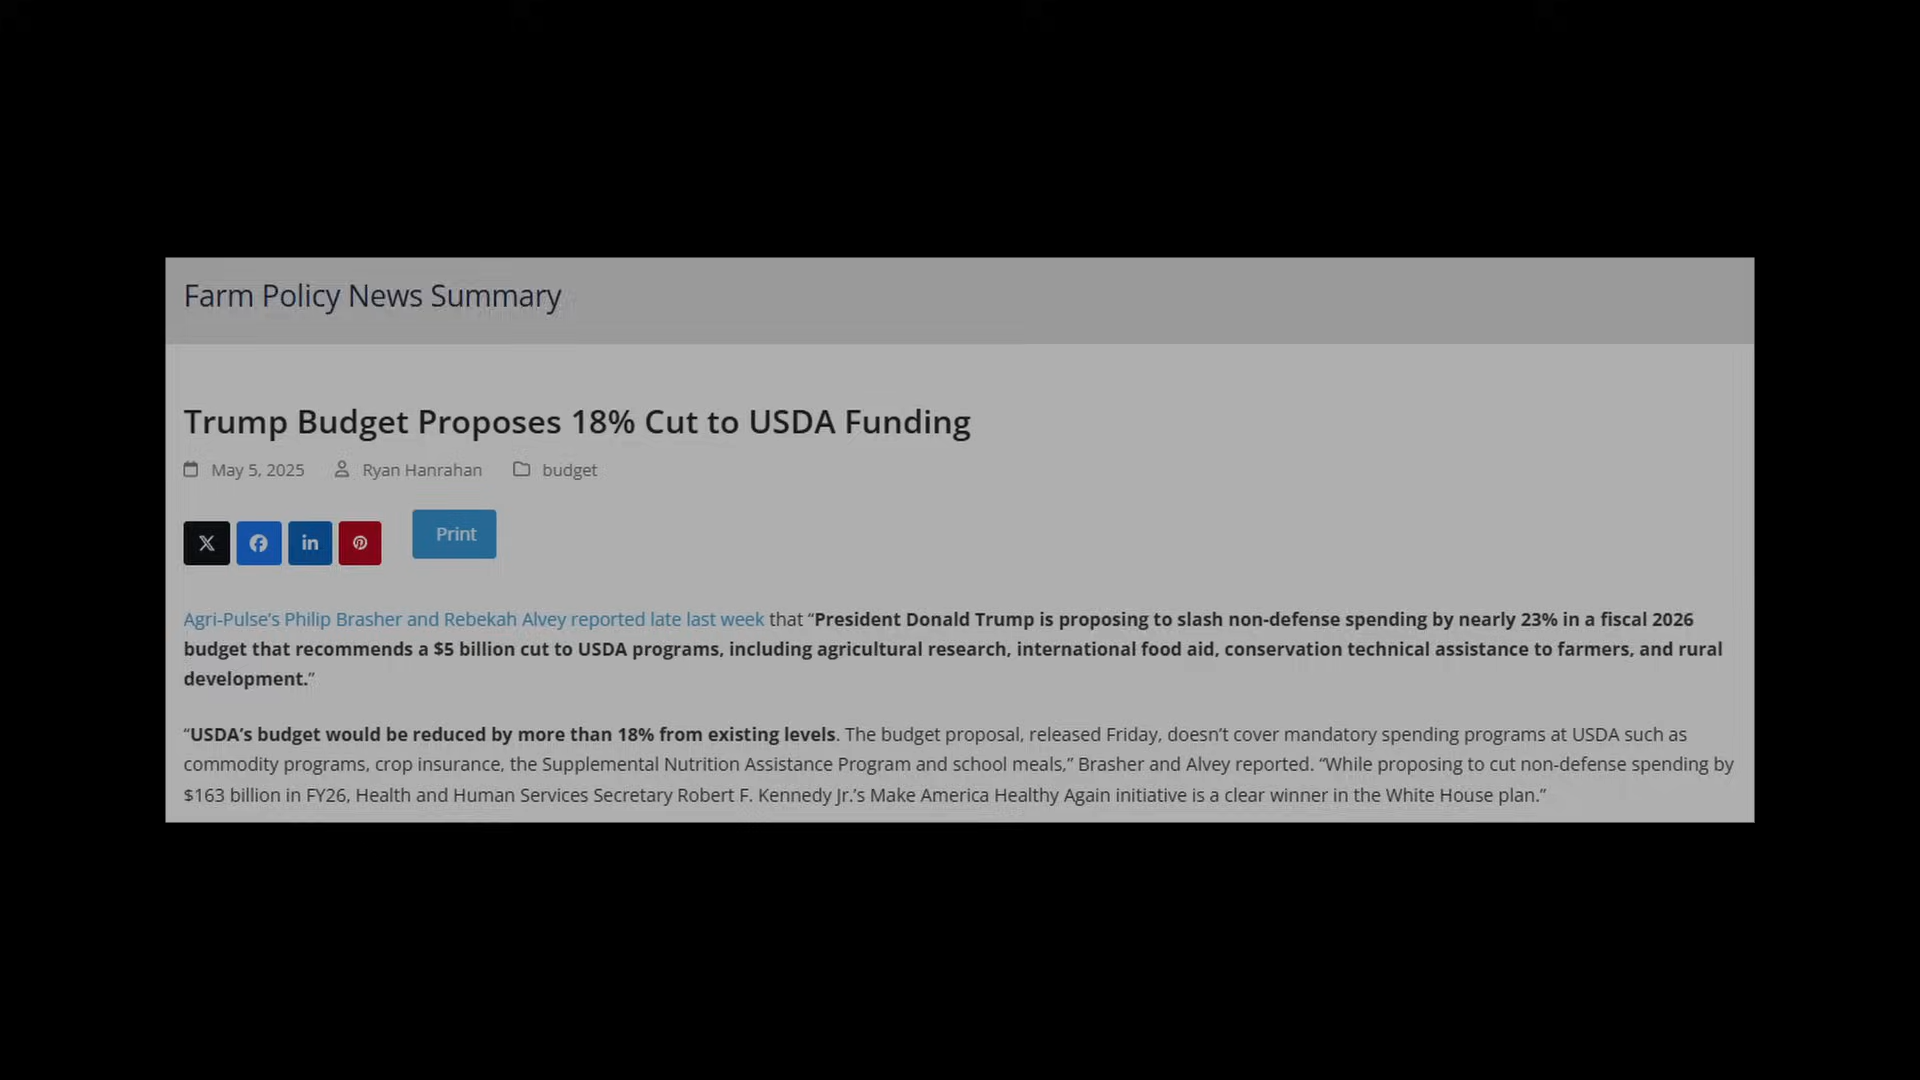 Farm Policy News Summary
Trump Budget Proposes 18% Cut to USDA Funding
May 5, 2025 Ryan Hanrahan budget
Print
Agri-Pulse’s Philip Brasher and Rebekah Alvey reported late last week that “President Donald Trump is proposing to slash non-defense spending by nearly 23% in a fiscal 2026
budget that recommends a $5 billion cut to USDA programs, including agricultural research, international food aid, conservation technical assistance to farmers, and rural
development.”
“USDA’s budget would be reduced by more than 18% from existing levels. The budget proposal, released Friday, doesn’t cover mandatory spending programs at USDA such as
commodity programs, crop insurance, the Supplemental Nutrition Assistance Program and school meals,” Brasher and Alvey reported. “While proposing to cut non-defense spending by
$163 billion in FY26, Health and Human Services Secretary Robert F. Kennedy Jr.’s Make America Healthy Again initiative is a clear winner in the White House plan.”